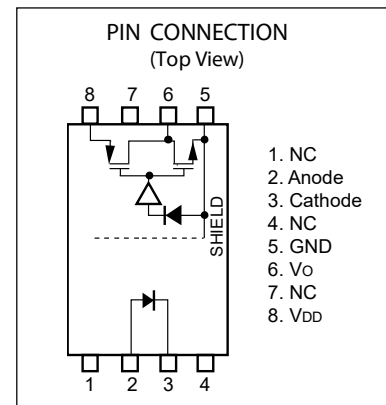 PIN CONNECTION
(Top View)
8 7 6 5
SHIELD
1 2 3 4
1. NC
2. Anode
3. Cathode
4. NC
5. GND
6. VO
7. NC
8. VDD